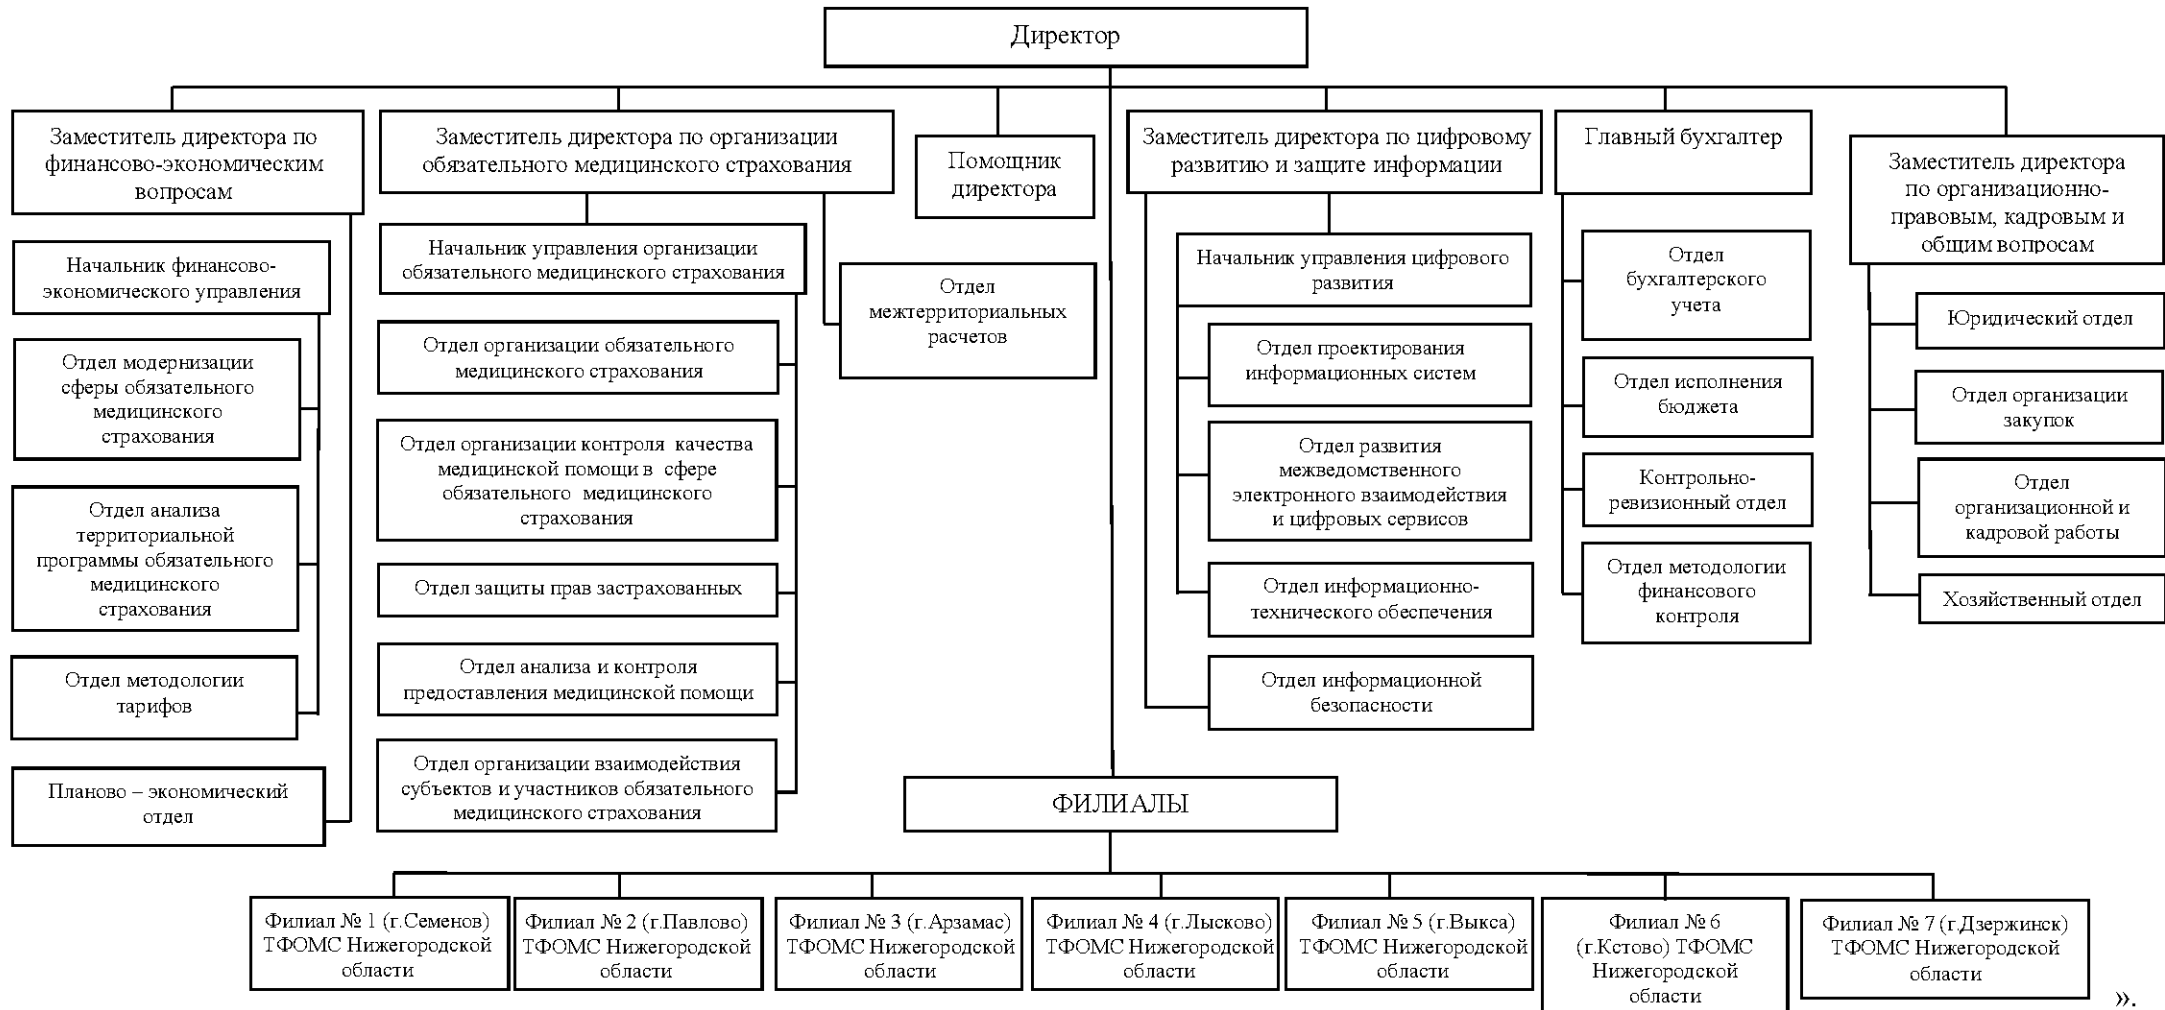 Директор
Заместитель директора по
финансово-экономическим
вопросам
Начальник финансово-
экономического управления
Отдел модернизации
сферы обязательного
медицинского
страхования
Отдел анализа
территориальной
программы обязательного
медицинского
страхования
Отдел методологии
тарифов
Планово – экономический
отдел
Заместитель директора по организации
обязательного медицинского страхования
Начальник управления организации
обязательного медицинского страхования
Отдел организации обязательного
медицинского страхования
Отдел организации контроля качества
медицинской помощи в сфере
обязательного медицинского
страхования
Отдел защиты прав застрахованных
Отдел анализа и контроля
предоставления медицинской помощи
Отдел организации взаимодействия
субъектов и участников обязательного
медицинского страхования
Отдел
межтерриториальных
расчетов
Помощник
директора
Заместитель директора по цифровому
развитию и защите информации
Начальник управления цифрового
развития
Отдел проектирования
информационных систем
Отдел развития
межведомственного
электронного взаимодействия
и цифровых сервисов
Отдел информационно-
технического обеспечения
Отдел информационной
безопасности
Главный бухгалтер
Отдел
бухгалтерского
учета
Отдел исполнения
бюджета
Контрольно-
ревизионный отдел
Отдел методологии
финансового
контроля
Заместитель директора
по организационно-
правовым, кадровым и
общим вопросам
Юридический отдел
Отдел организации
закупок
Отдел
организационной и
кадровой работы
Хозяйственный отдел
ФИЛИАЛЫ
Филиал № 1 (г.Семенов)
ТФОМС Нижегородской
области
Филиал № 2 (г.Павлово)
ТФОМС Нижегородской
области
Филиал № 3 (г.Арзамас)
ТФОМС Нижегородской
области
Филиал № 4 (г.Лысково)
ТФОМС Нижегородской
области
Филиал № 5 (г.Выкса)
ТФОМС Нижегородской
области
Филиал № 6
(г.Кстово) ТФОМС
Нижегородской
области
Филиал № 7 (г.Дзержинск)
ТФОМС Нижегородской
области
».